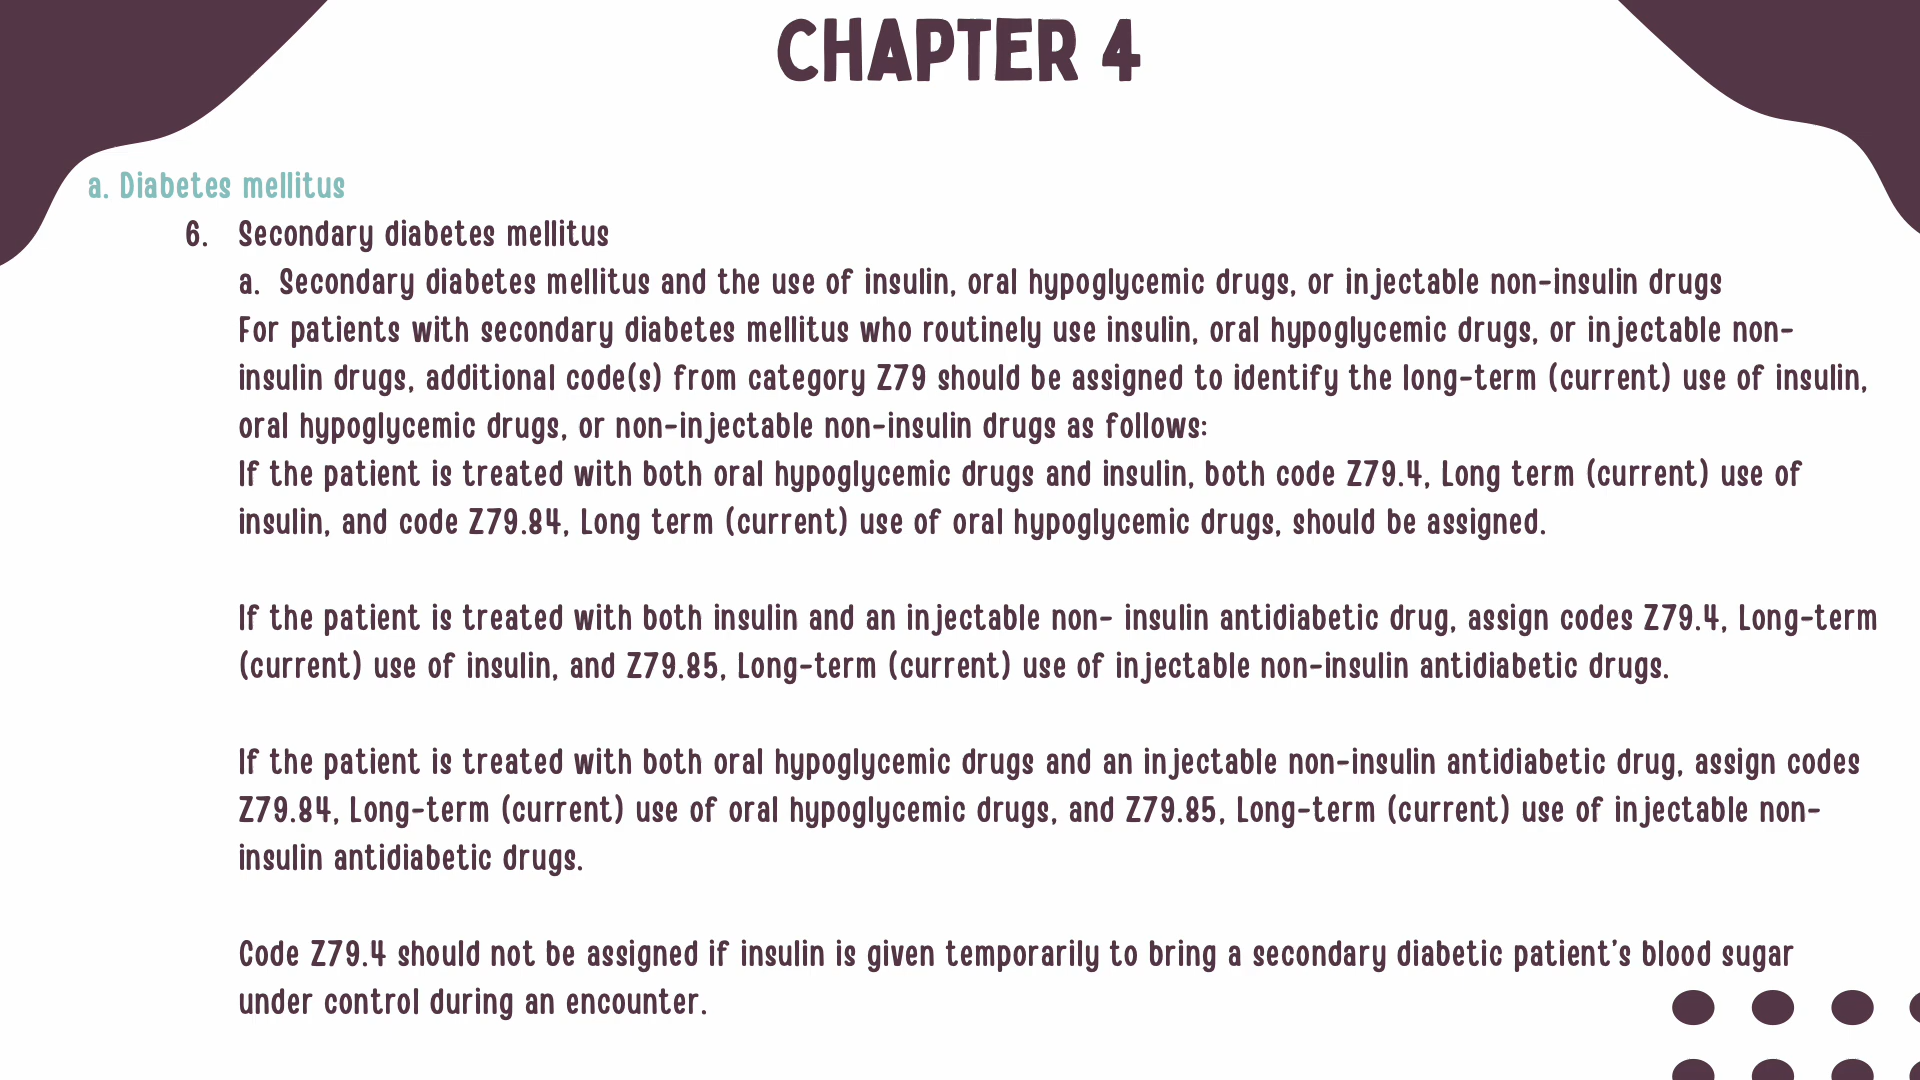 CHAPTER 4
a. Diabetes mellitus
6. Secondary diabetes mellitus
a. Secondary diabetes mellitus and the use of insulin, oral hypoglycemic drugs, or injectable non-insulin drugs
For patients with secondary diabetes mellitus who routinely use insulin, oral hypoglycemic drugs, or injectable non-
insulin drugs, additional code(s) from category Z79 should be assigned to identify the long-term (current) use of insulin,
oral hypoglycemic drugs, or non-injectable non-insulin drugs as follows:
If the patient is treated with both oral hypoglycemic drugs and insulin, both code Z79.4, Long term (current) use of
insulin, and code Z79.84, Long term (current) use of oral hypoglycemic drugs, should be assigned.
If the patient is treated with both insulin and an injectable non- insulin antidiabetic drug, assign codes Z79.4, Long-term
(current) use of insulin, and Z79.85, Long-term (current) use of injectable non-insulin antidiabetic drugs.
If the patient is treated with both oral hypoglycemic drugs and an injectable non-insulin antidiabetic drug, assign codes
Z79.84, Long-term (current) use of oral hypoglycemic drugs, and Z79.85, Long-term (current) use of injectable non-
insulin antidiabetic drugs.
Code Z79.4 should not be assigned if insulin is given temporarily to bring a secondary diabetic patient's blood sugar
under control during an encounter.